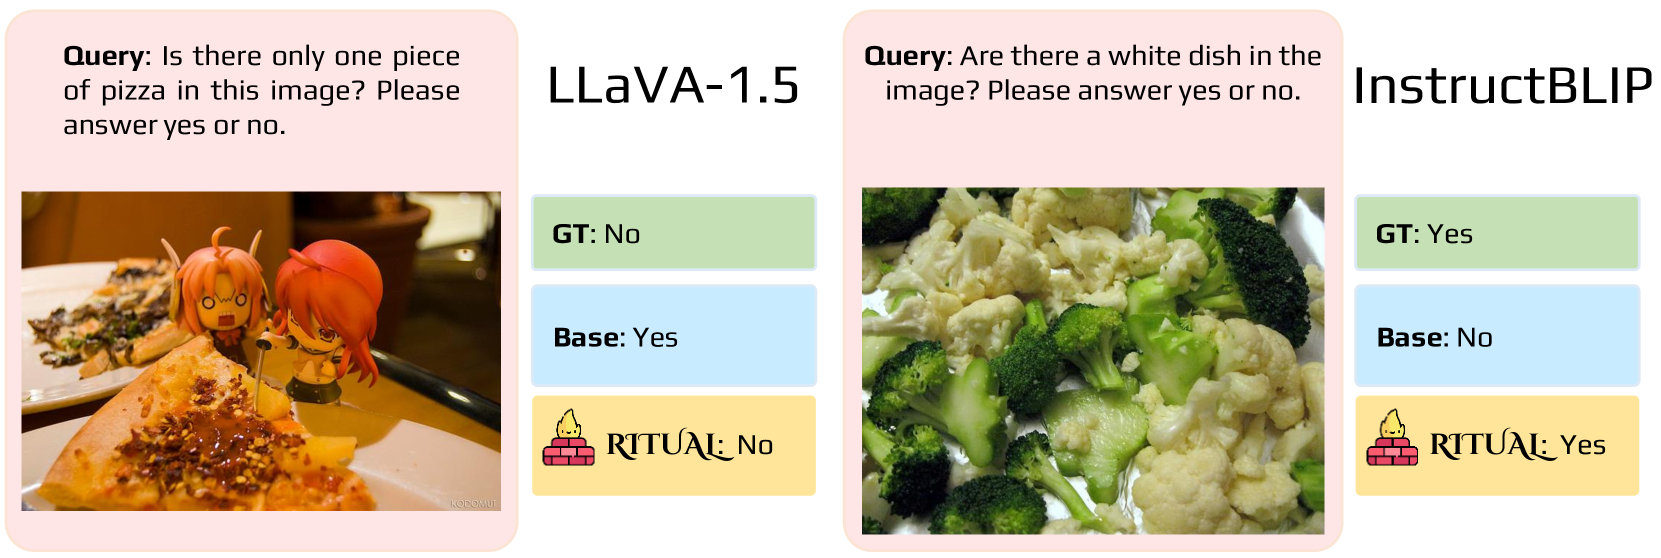 Query: Is there only one piece
of pizza in this image? Please
answer yes or no.
LLaVA-1.5
GT: No
Base: Yes
RITUAL: No
KODOMUT
Query: Are there a white dish in the
image? Please answer yes or no.
InstructBLIP
GT: Yes
Base: No
RITUAL: Yes